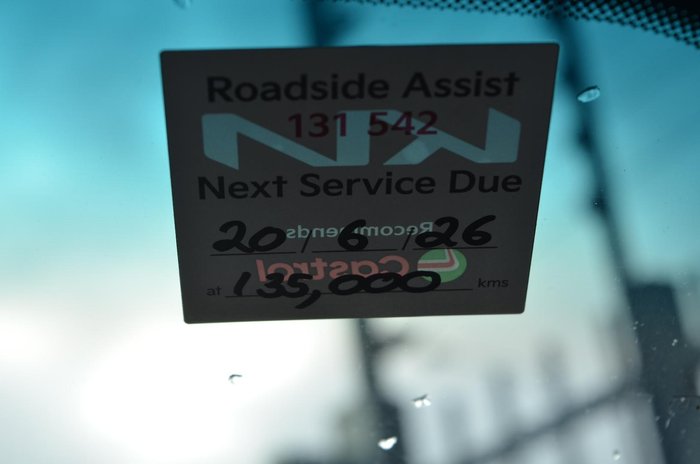 Roadside Assist
131 542
Next Service Due
Recommends
20 / 6 / 26
Castrol
at 135,000 kms